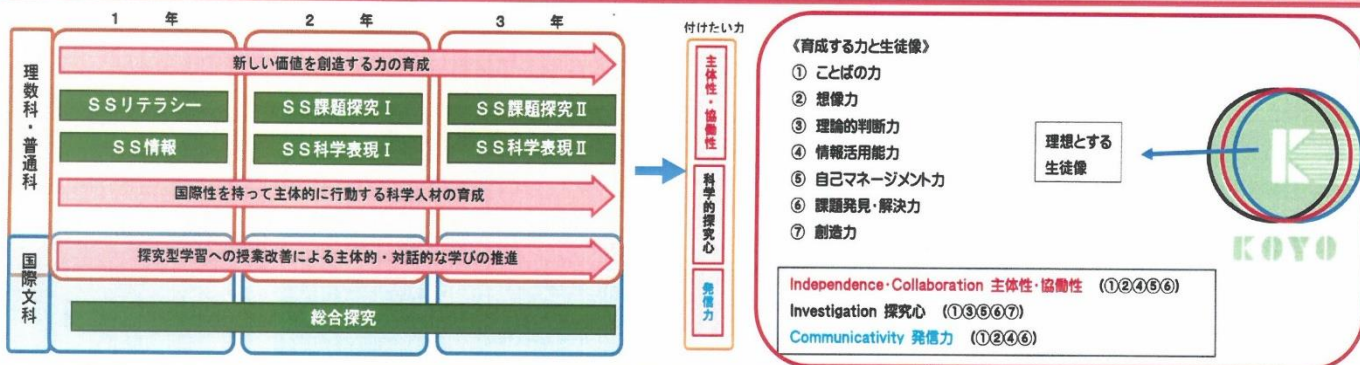 1 年
2 年
3 年
理数科・普通科
新しい価値を創造する力の育成
SSリテラシー
SS課題探究Ⅰ
SS課題探究Ⅱ
SS情報
SS科学表現Ⅰ
SS科学表現Ⅱ
国際性を持って主体的に行動する科学人材の育成
国際文科
探究型学習への授業改善による主体的・対話的な学びの推進
総合探究
付けたい力
主体性・協働性
科学的探究心
発信力
《育成する力と生徒像》
① ことばの力
② 想像力
③ 理論的判断力
④ 情報活用能力
⑤ 自己マネージメント力
⑥ 課題発見・解決力
⑦ 創造力
理想とする
生徒像
K
KOYO
Independence・Collaboration 主体性・協働性 (①②④⑤⑥)
Investigation 探究心 (①③⑤⑥⑦)
Communicativity 発信力 (①②④⑥)